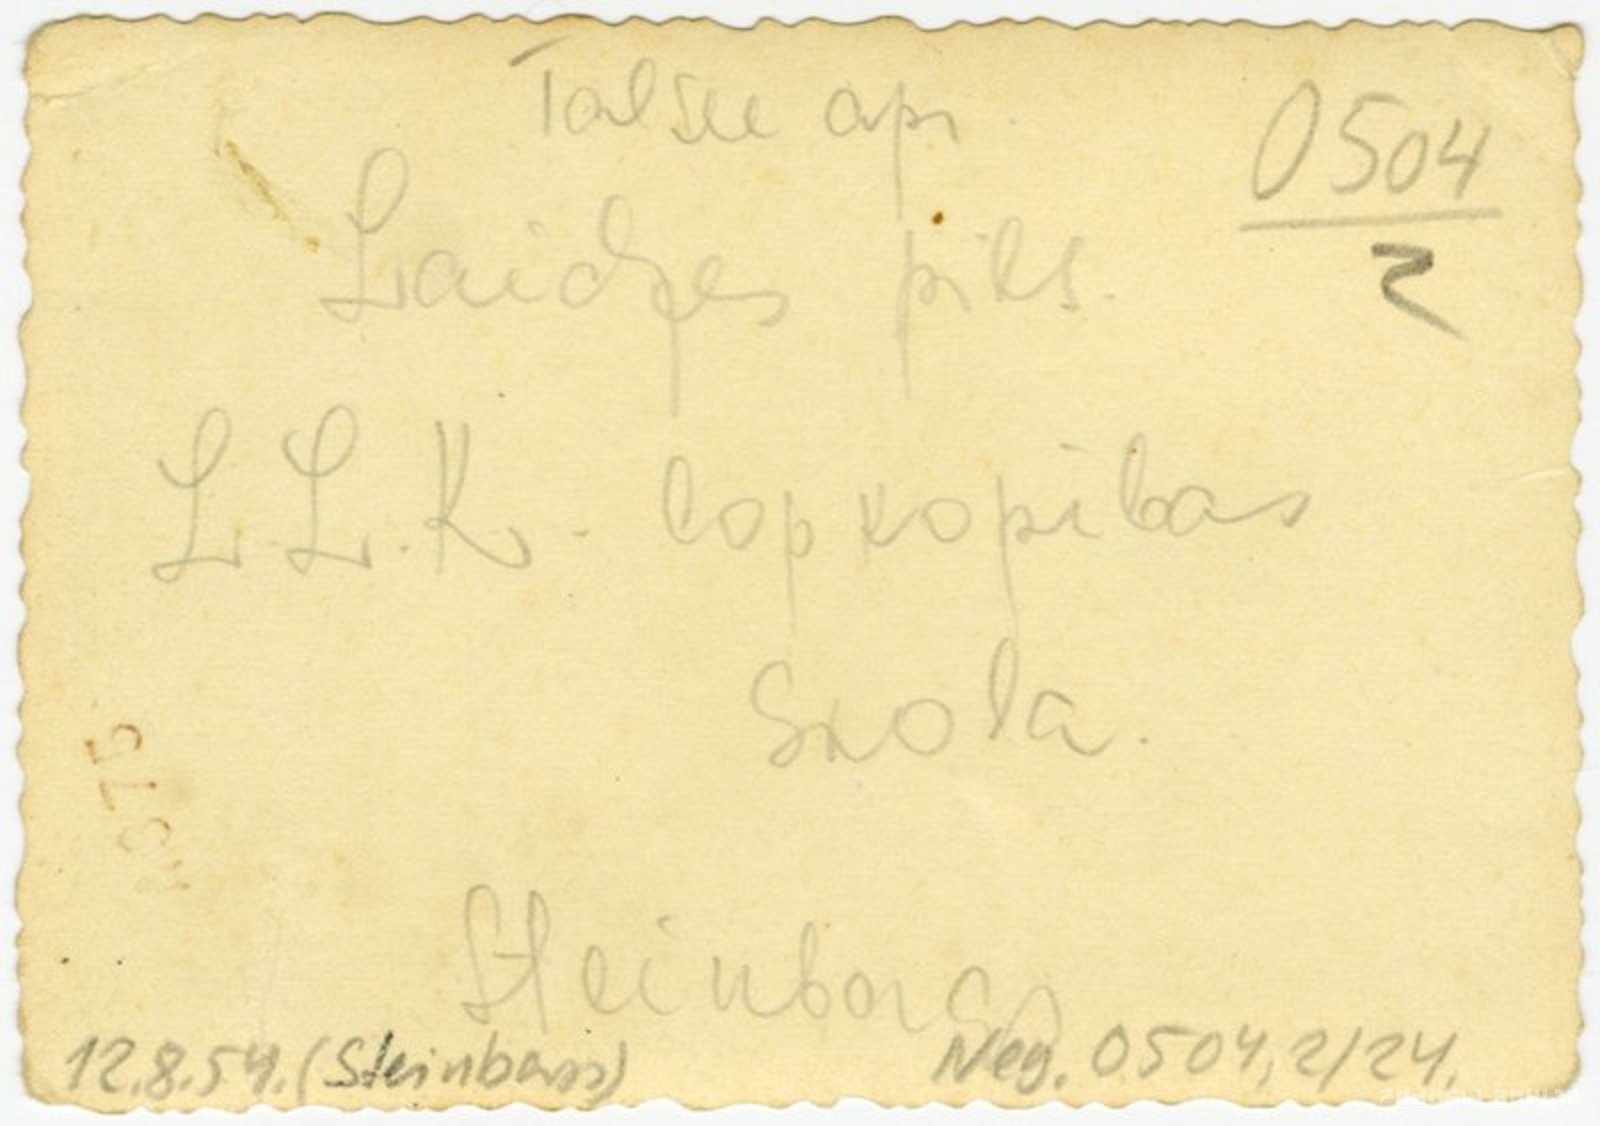 Talsu apr.
0504
2
Laidzes pils.
L.L.K. lopkopības
Skola.
Steinbergs
12.8.54. (Steinbergs)
Neg. 0504, 2/24.